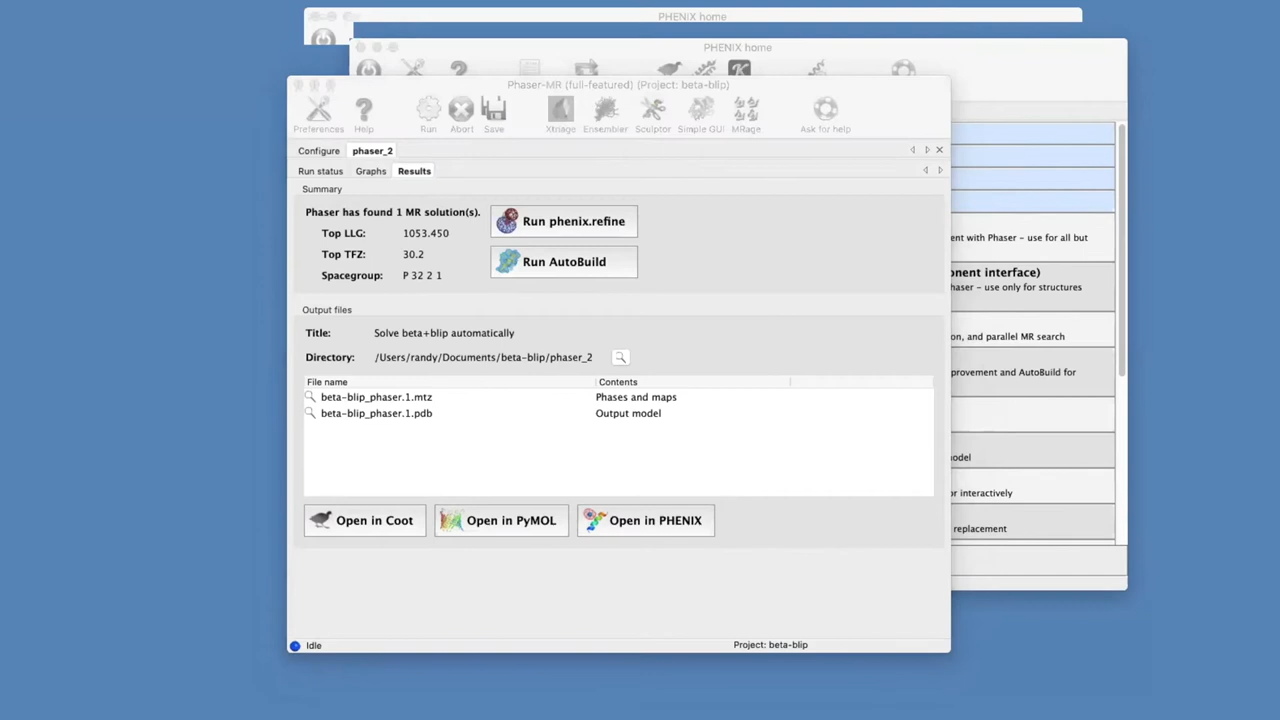 PHENIX home
PHENIX home
Phaser-MR (full-featured) (Project: beta-blip)
Preferences Help Run Abort Save Xtriage Ensembler Sculptor Simple GUI MRage Ask for help
Configure phaser_2
Run status Graphs Results
Summary
Phaser has found 1 MR solution(s).
Top LLG: 1053.450
Top TFZ: 30.2
Spacegroup: P 32 2 1
Run phenix.refine
Run AutoBuild
Output files
Title: Solve beta+blip automatically
Directory: /Users/randy/Documents/beta-blip/phaser_2
File name Contents
beta-blip_phaser.1.mtz Phases and maps
beta-blip_phaser.1.pdb Output model
Open in Coot Open in PyMOL Open in PHENIX
Idle Project: beta-blip
ent with Phaser - use for all but
onent interface)
haser - use only for structures
on, and parallel MR search
provement and AutoBuild for
odel
or interactively
replacement